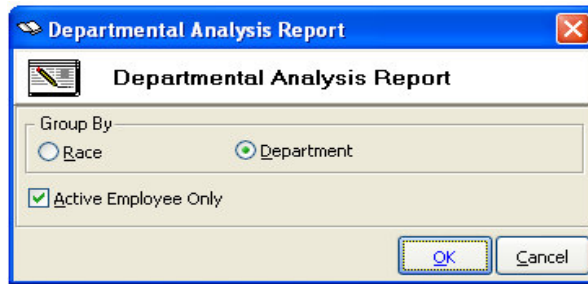 Departmental Analysis Report
Departmental Analysis Report
Group By
Race Department
Active Employee Only
OK Cancel